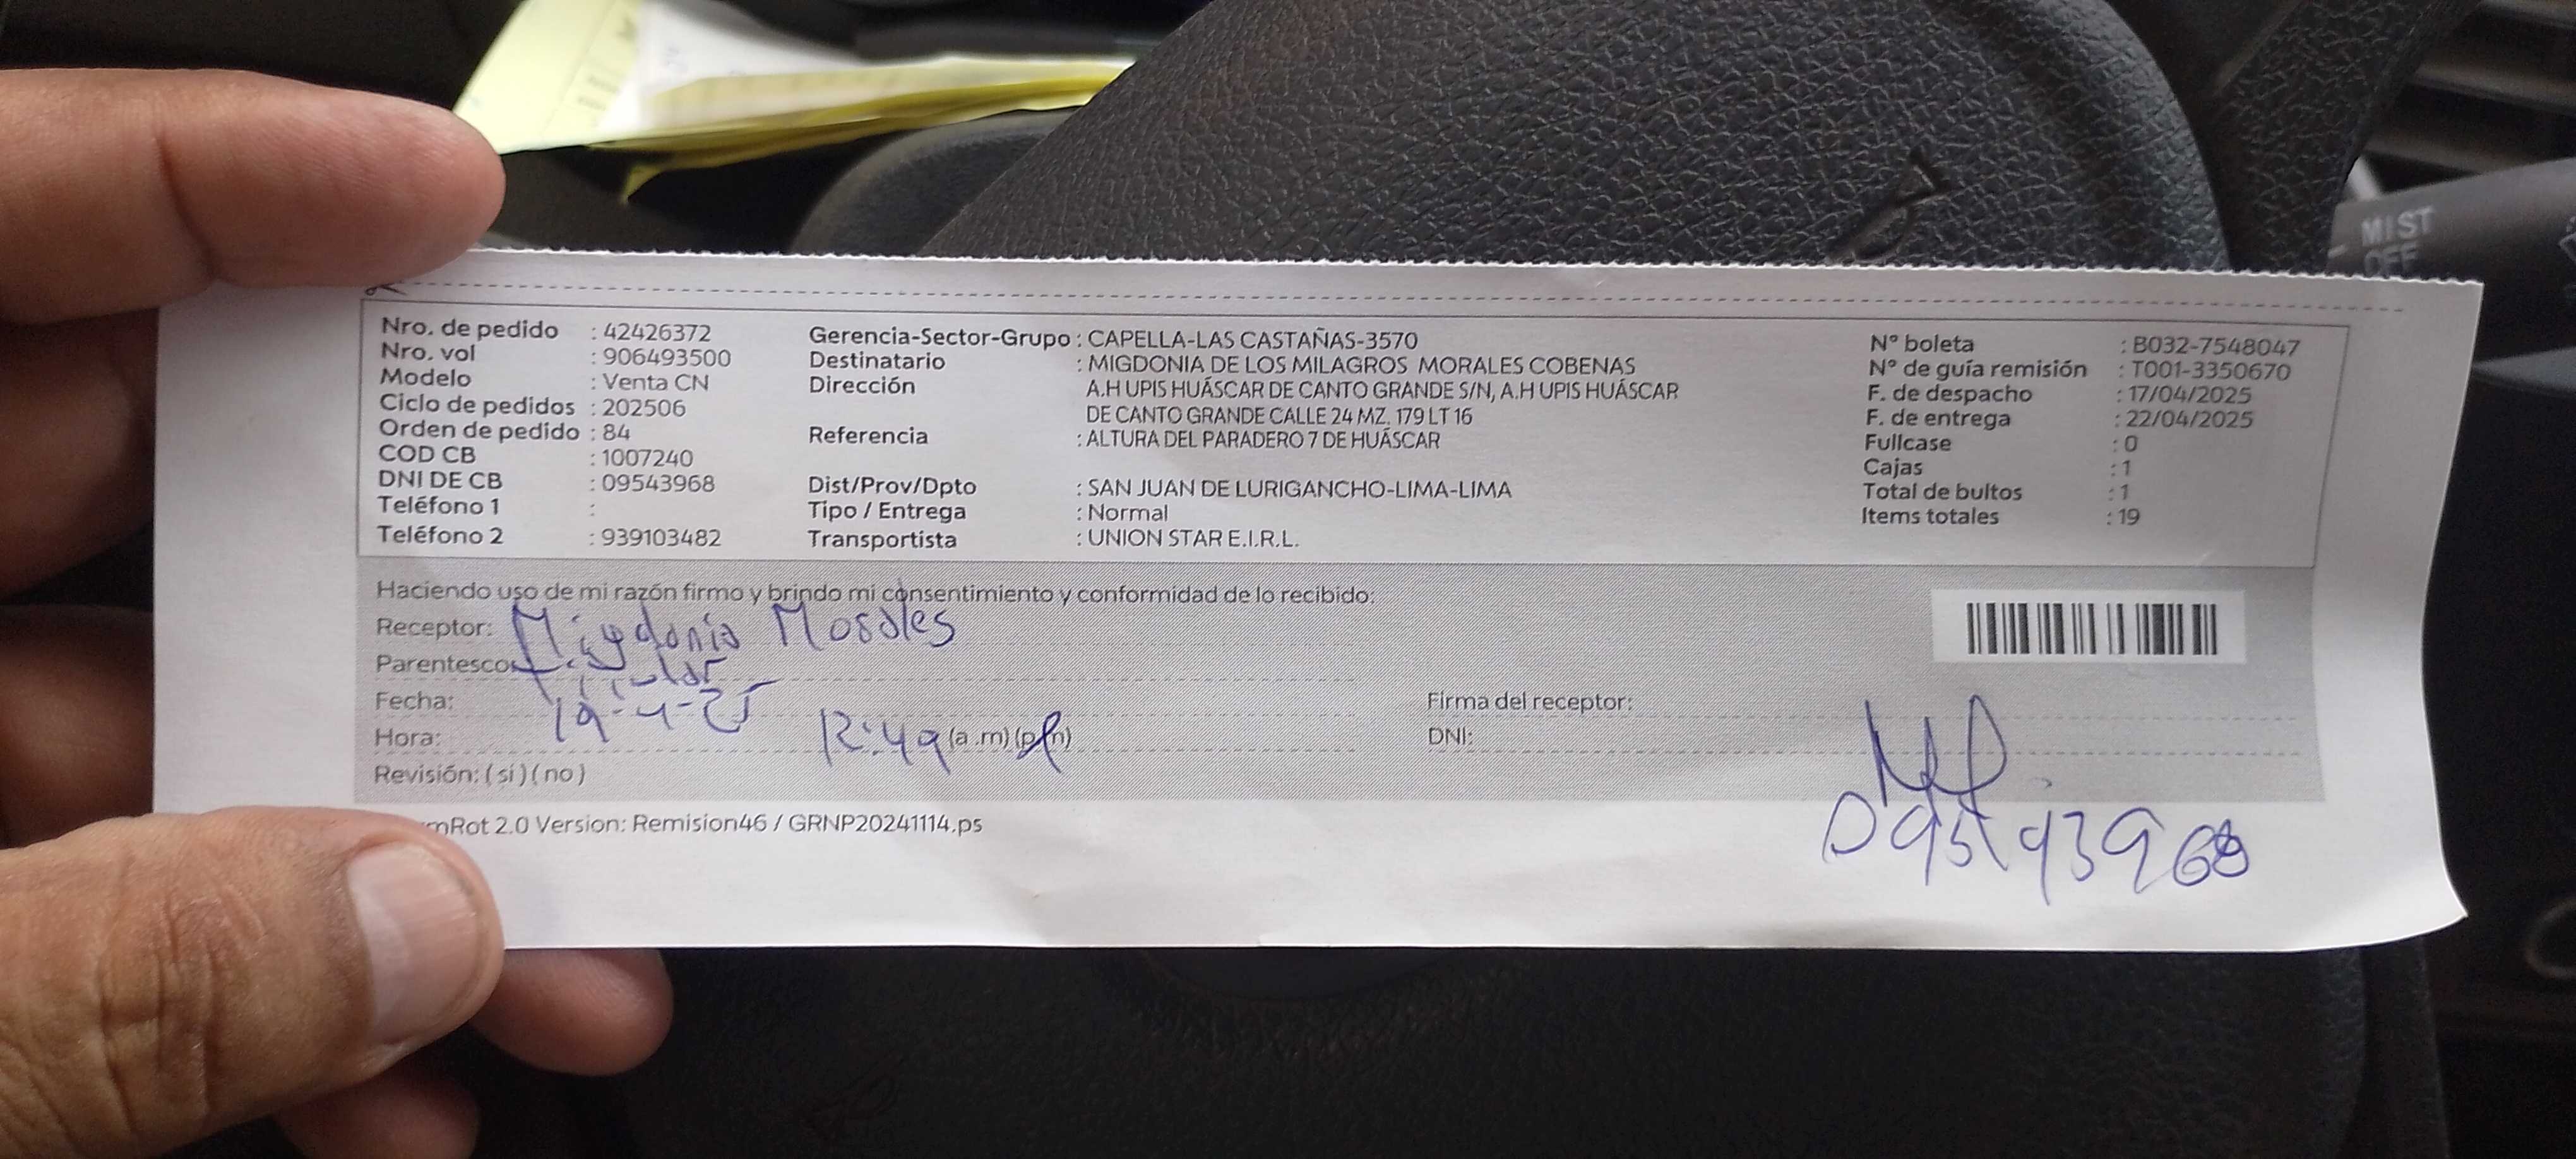 MIST
OFF
Nro. de pedido : 42426372
Nro. vol : 906493500
Modelo : Venta CN
Ciclo de pedidos : 202506
Orden de pedido : 84
COD CB : 1007240
DNI DE CB : 09543968
Teléfono 1 :
Teléfono 2 : 939103482
Gerencia-Sector-Grupo : CAPELLA-LAS CASTAÑAS-3570
Destinatario : MIGDONIA DE LOS MILAGROS MORALES COBENAS
Dirección A.H UPIS HUÁSCAR DE CANTO GRANDE S/N, A.H UPIS HUÁSCAR
DE CANTO GRANDE CALLE 24 MZ. 179 LT 16
Referencia : ALTURA DEL PARADERO 7 DE HUÁSCAR
Dist/Prov/Dpto : SAN JUAN DE LURIGANCHO-LIMA-LIMA
Tipo / Entrega : Normal
Transportista : UNION STAR E.I.R.L.
N° boleta : B032-7548047
N° de guía remisión : T001-3350670
F. de despacho : 17/04/2025
F. de entrega : 22/04/2025
Fullcase : 0
Cajas : 1
Total de bultos : 1
Items totales : 19
Haciendo uso de mi razón firmo y brindo mi consentimiento y conformidad de lo recibido:
Receptor: Migdonia Morales
Parentesco: Titular
Fecha: 19-4-25
Hora: 12:49 (a .m) (p.m)
Revisión: ( si ) ( no )
Firma del receptor:
DNI: 09543968
mRot 2.0 Version: Remision46 / GRNP20241114.ps